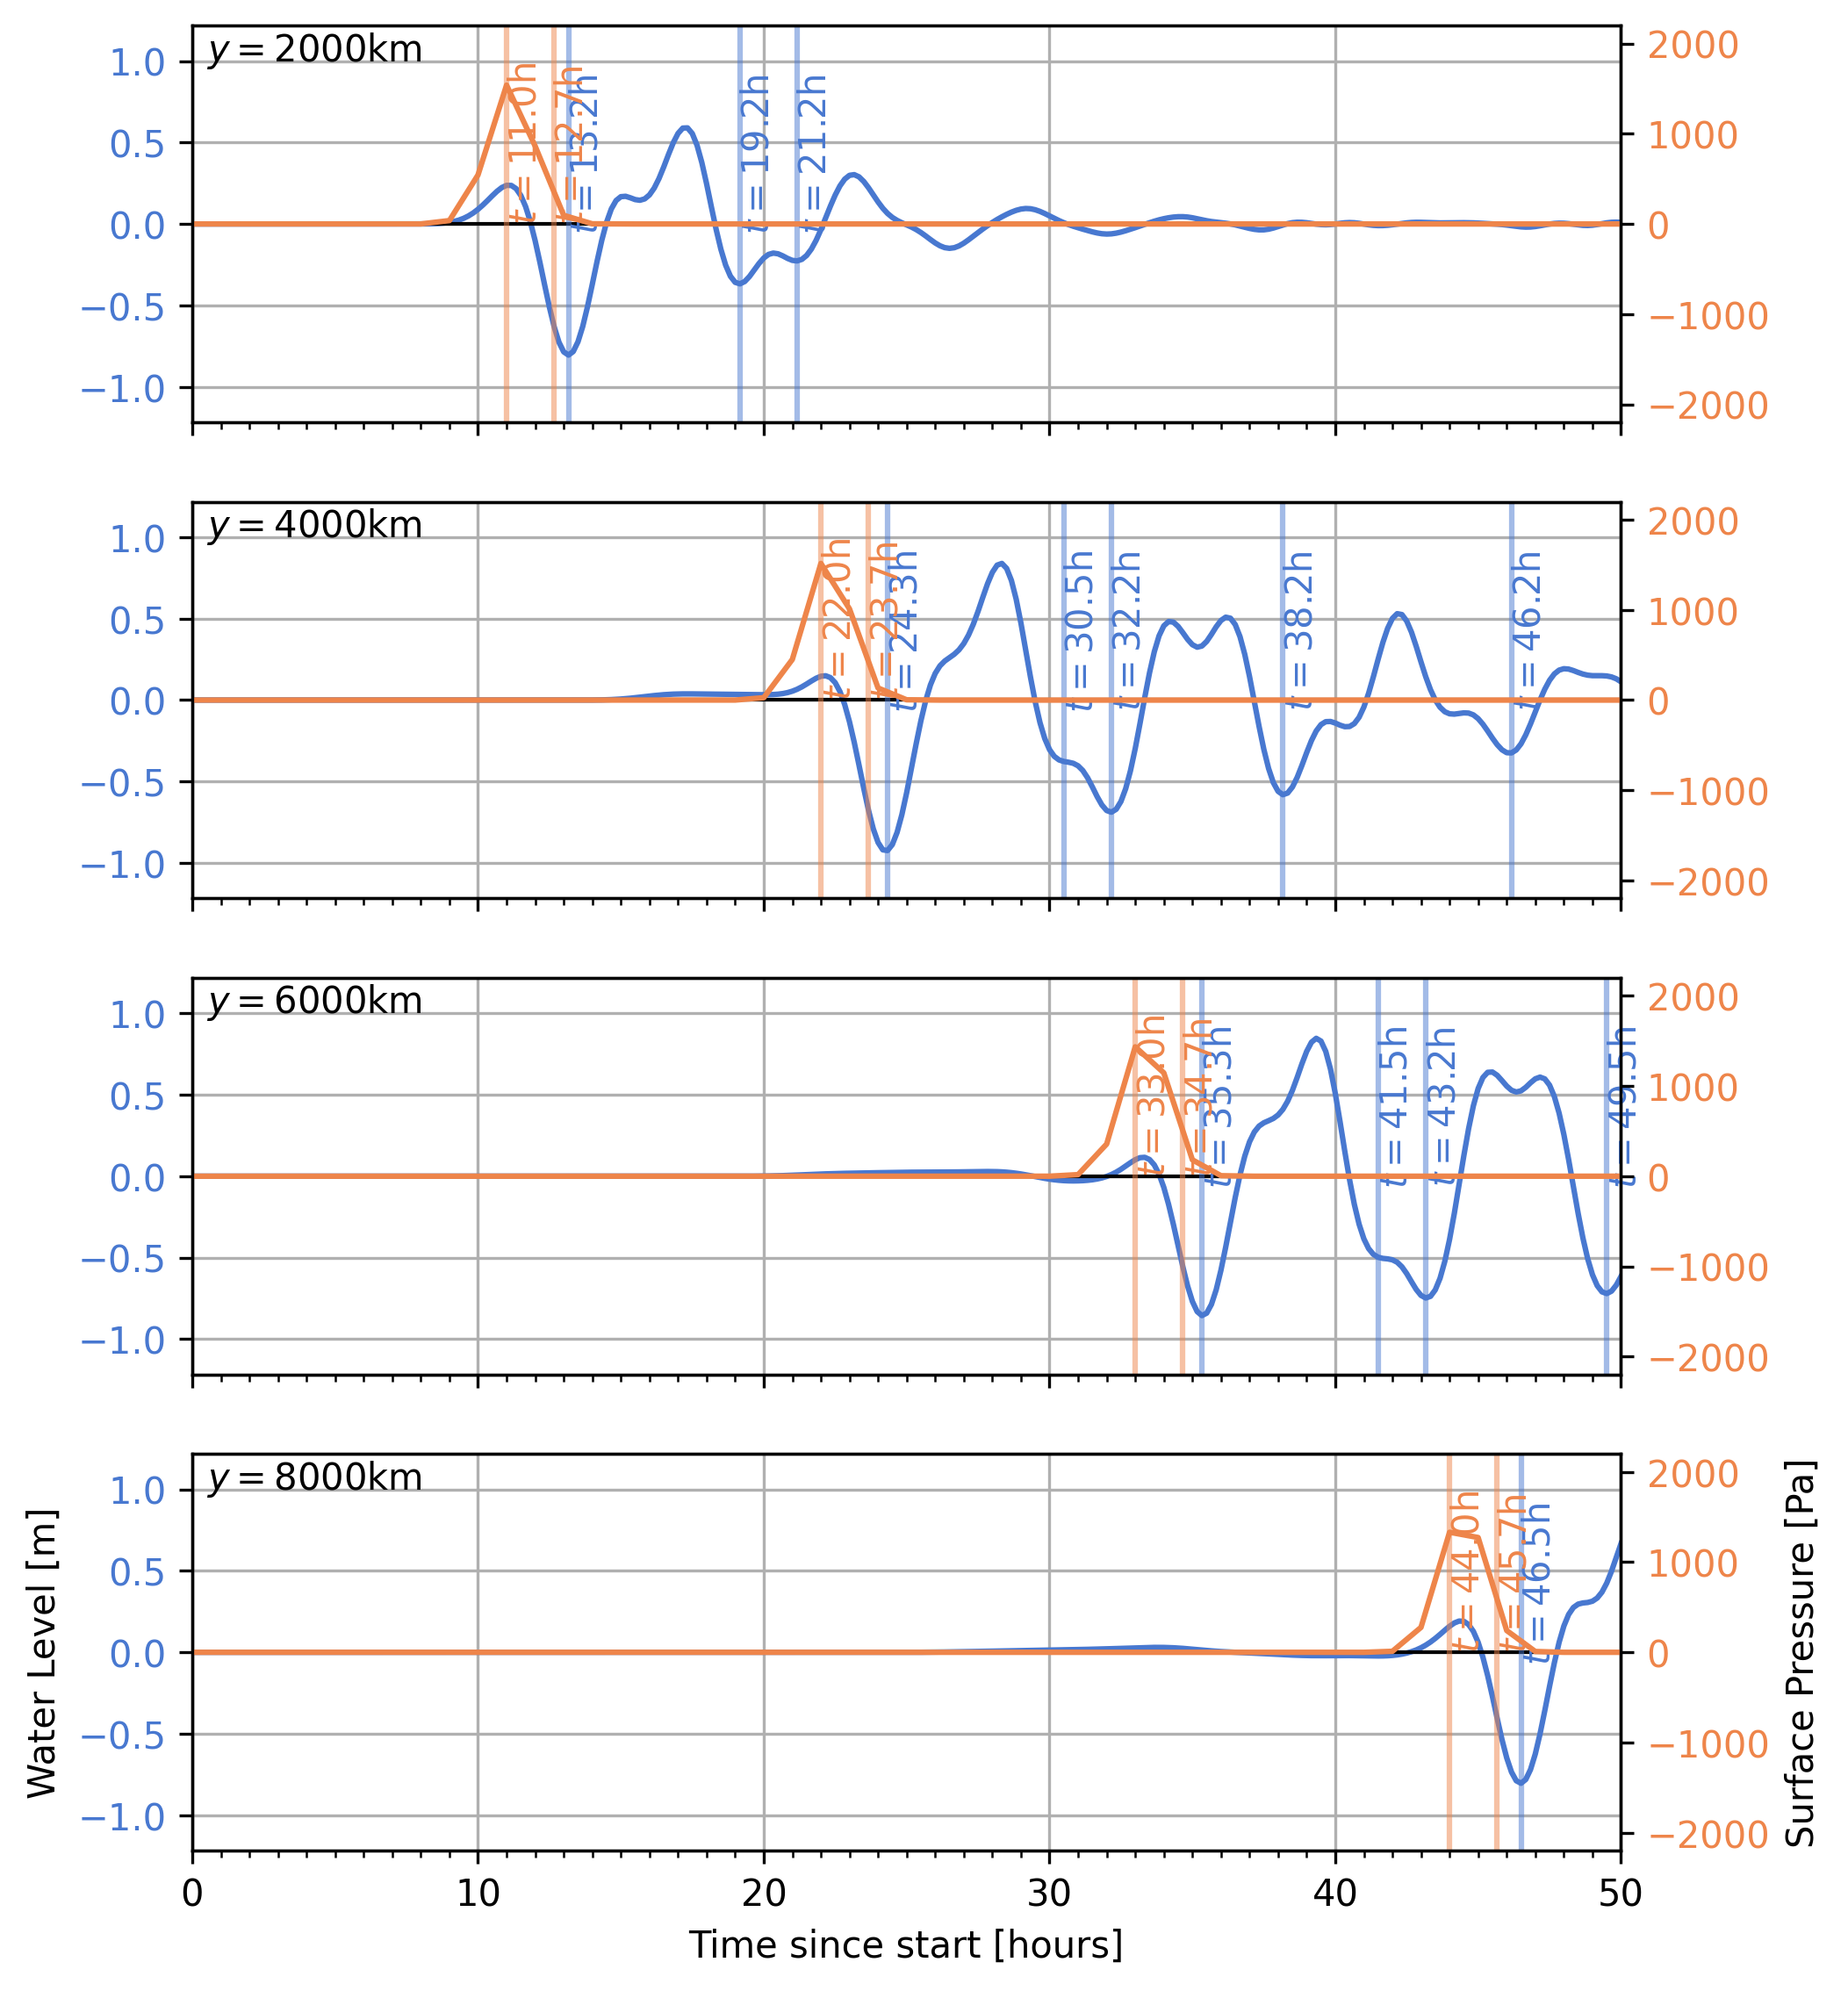 y = 2000km
1.0
0.5
0.0
−0.5
−1.0
t = 11.0h
t = 12.7h
t = 13.2h
t = 19.2h
t = 21.2h
2000
1000
0
−1000
−2000
y = 4000km
1.0
0.5
0.0
−0.5
−1.0
t = 22.0h
t = 23.7h
t = 24.3h
t = 30.5h
t = 32.2h
t = 38.2h
t = 46.2h
2000
1000
0
−1000
−2000
y = 6000km
1.0
0.5
0.0
−0.5
−1.0
t = 33.0h
t = 34.7h
t = 35.3h
t = 41.5h
t = 43.2h
t = 49.5h
2000
1000
0
−1000
−2000
y = 8000km
1.0
0.5
0.0
−0.5
−1.0
t = 44.0h
t = 45.7h
t = 46.5h
2000
1000
0
−1000
−2000
Water Level [m]
Surface Pressure [Pa]
0 10 20 30 40 50
Time since start [hours]